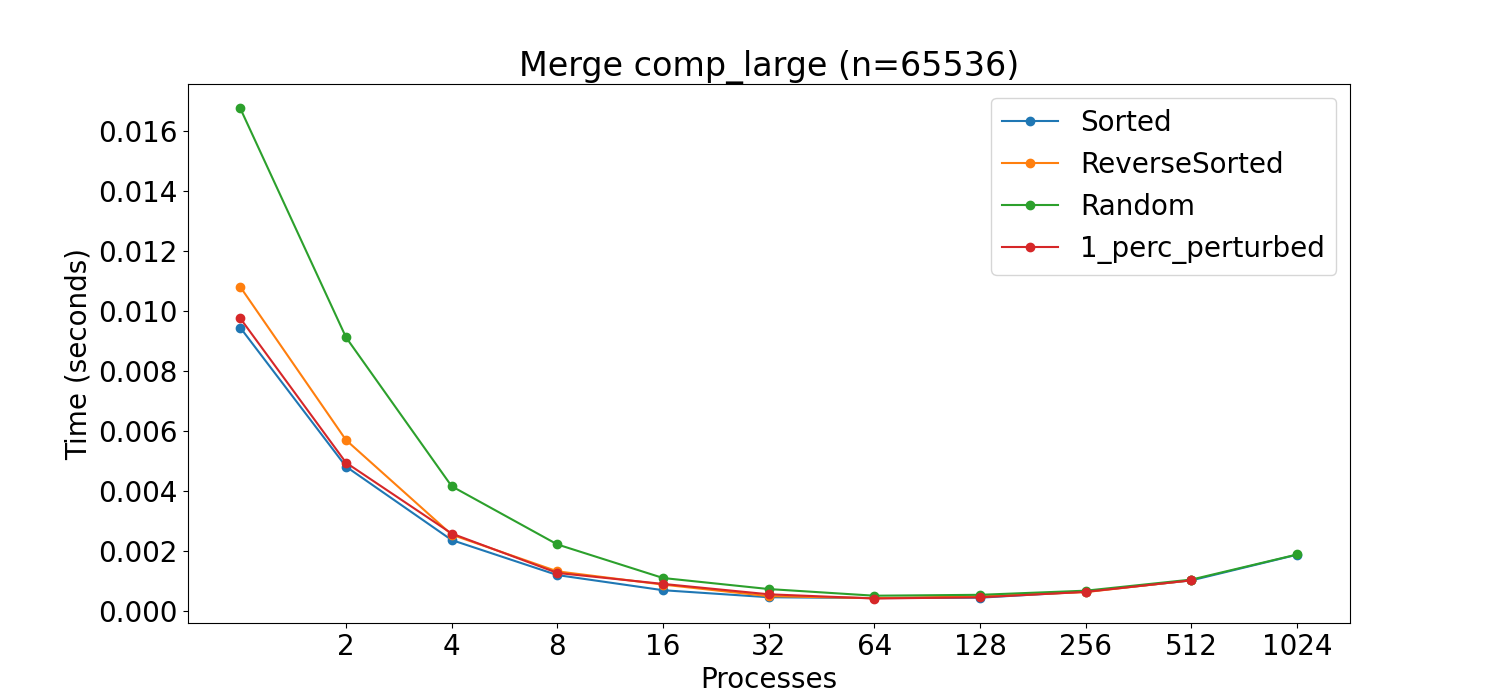 Merge comp_large (n=65536)
Sorted
ReverseSorted
Random
1_perc_perturbed
Time (seconds)
0.016
0.014
0.012
0.010
0.008
0.006
0.004
0.002
0.000
2 4 8 16 32 64 128 256 512 1024
Processes